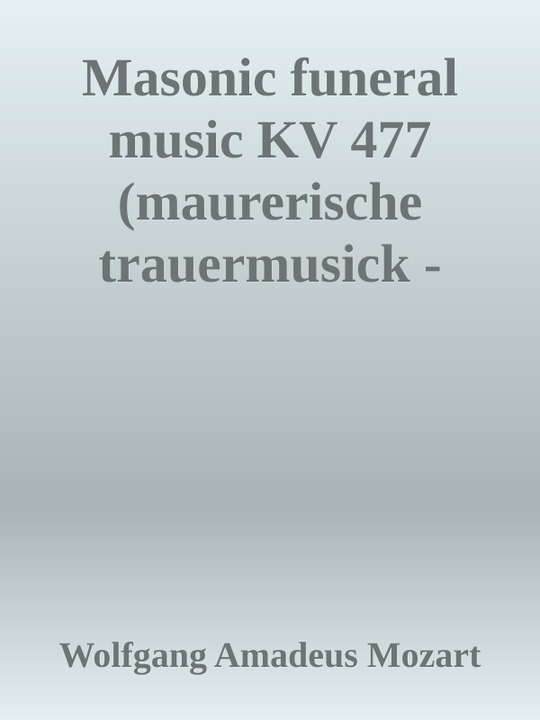 Masonic funeral
music KV 477
(maurerische
trauermusick -
Wolfgang Amadeus Mozart